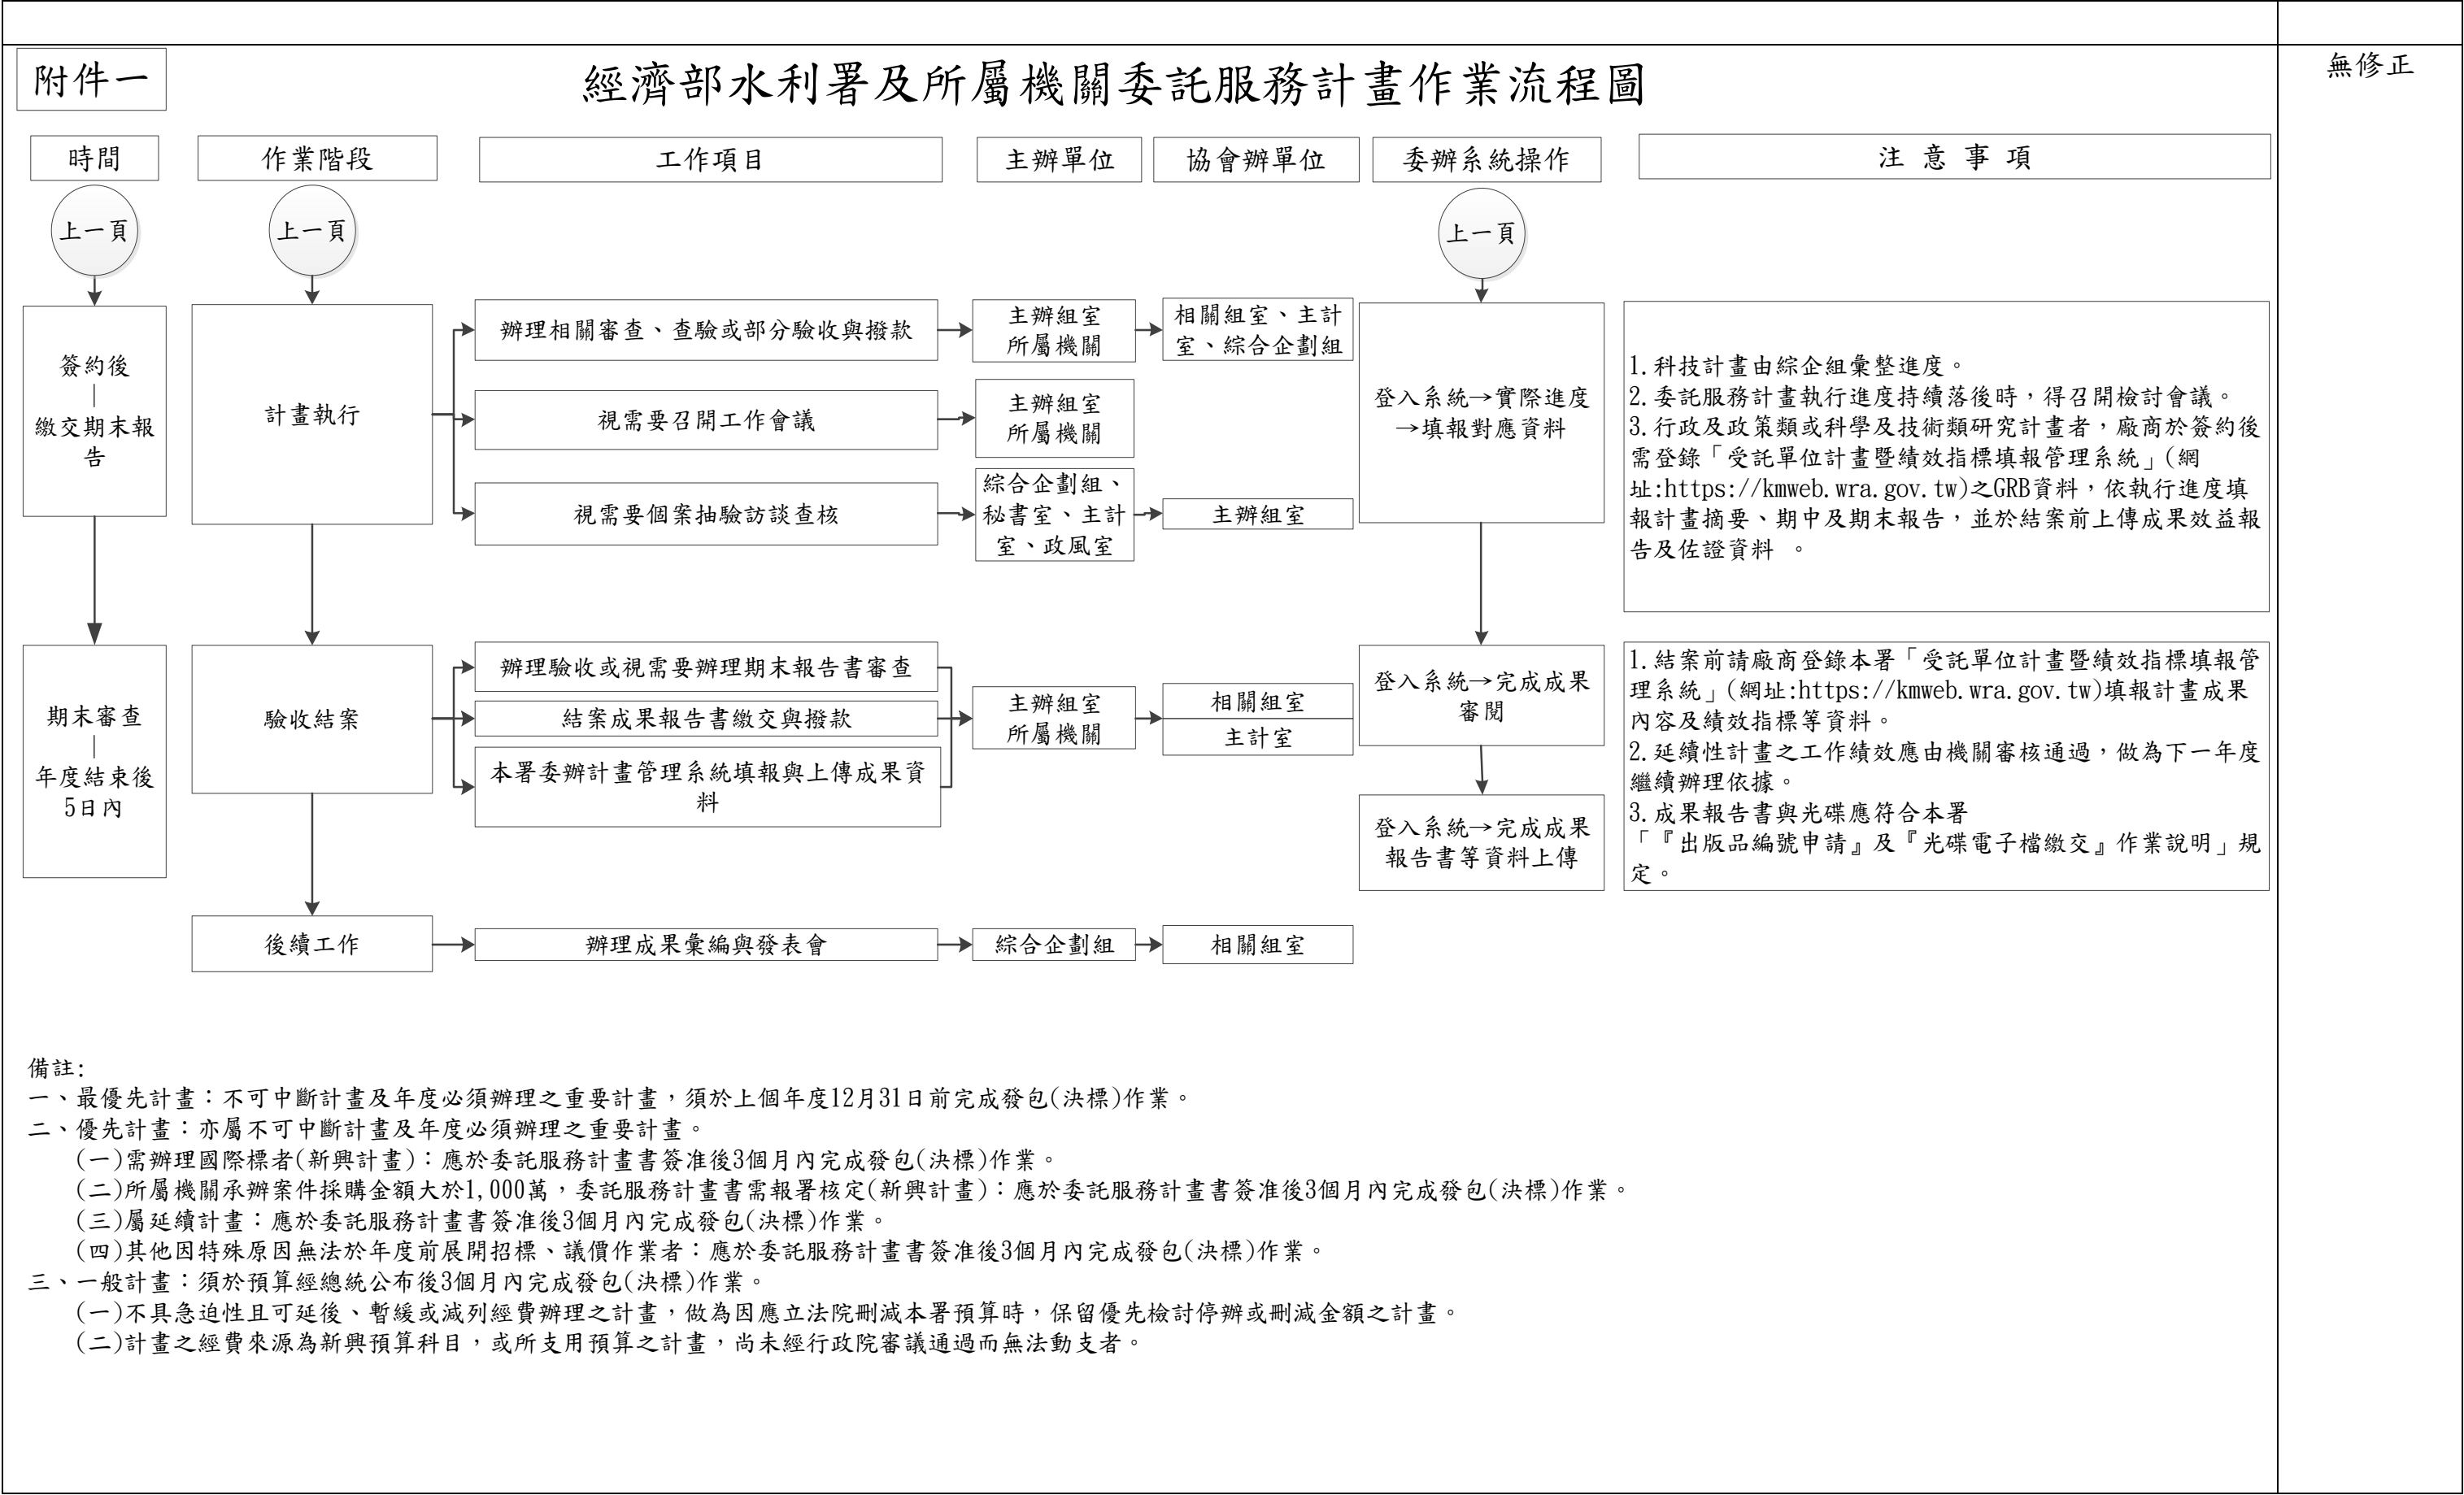 附件一
經濟部水利署及所屬機關委託服務計畫作業流程圖
無修正
時間
作業階段
工作項目
主辦單位
協會辦單位
委辦系統操作
注 意 事 項
上一頁
上一頁
上一頁
簽約後
｜
繳交期末報
告
計畫執行
辦理相關審查、查驗或部分驗收與撥款
主辦組室
所屬機關
相關組室、主計
室、綜合企劃組
視需要召開工作會議
主辦組室
所屬機關
視需要個案抽驗訪談查核
綜合企劃組、
秘書室、主計
室、政風室
主辦組室
登入系統→實際進度
→填報對應資料
1.科技計畫由綜企組彙整進度。
2.委託服務計畫執行進度持續落後時，得召開檢討會議。
3.行政及政策類或科學及技術類研究計畫者，廠商於簽約後
需登錄「受託單位計畫暨績效指標填報管理系統」(網
址:https://kmweb.wra.gov.tw)之GRB資料，依執行進度填
報計畫摘要、期中及期末報告，並於結案前上傳成果效益報
告及佐證資料 。
期末審查
｜
年度結束後
5日內
驗收結案
辦理驗收或視需要辦理期末報告書審查
結案成果報告書繳交與撥款
本署委辦計畫管理系統填報與上傳成果資
料
主辦組室
所屬機關
相關組室
主計室
登入系統→完成成果
審閱
登入系統→完成成果
報告書等資料上傳
1.結案前請廠商登錄本署「受託單位計畫暨績效指標填報管
理系統」(網址:https://kmweb.wra.gov.tw)填報計畫成果
內容及績效指標等資料。
2.延續性計畫之工作績效應由機關審核通過，做為下一年度
繼續辦理依據。
3.成果報告書與光碟應符合本署
「『出版品編號申請』及『光碟電子檔繳交』作業說明」規
定。
後續工作
辦理成果彙編與發表會
綜合企劃組
相關組室
備註:
一、最優先計畫：不可中斷計畫及年度必須辦理之重要計畫，須於上個年度12月31日前完成發包(決標)作業。
二、優先計畫：亦屬不可中斷計畫及年度必須辦理之重要計畫。
(一)需辦理國際標者(新興計畫)：應於委託服務計畫書簽准後3個月內完成發包(決標)作業。
(二)所屬機關承辦案件採購金額大於1,000萬，委託服務計畫書需報署核定(新興計畫)：應於委託服務計畫書簽准後3個月內完成發包(決標)作業。
(三)屬延續計畫：應於委託服務計畫書簽准後3個月內完成發包(決標)作業。
(四)其他因特殊原因無法於年度前展開招標、議價作業者：應於委託服務計畫書簽准後3個月內完成發包(決標)作業。
三、一般計畫：須於預算經總統公布後3個月內完成發包(決標)作業。
(一)不具急迫性且可延後、暫緩或減列經費辦理之計畫，做為因應立法院刪減本署預算時，保留優先檢討停辦或刪減金額之計畫。
(二)計畫之經費來源為新興預算科目，或所支用預算之計畫，尚未經行政院審議通過而無法動支者。